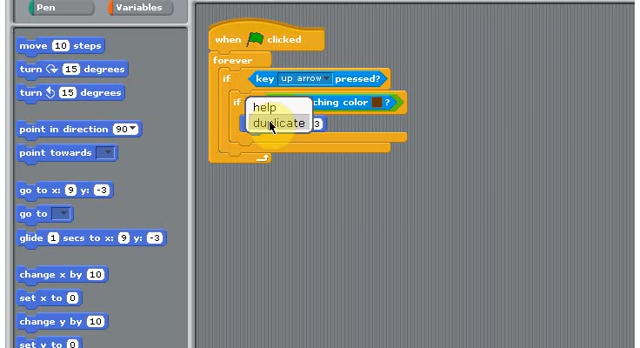 Pen
Variables
move 10 steps
turn 15 degrees
turn 15 degrees
point in direction 90
point towards
go to x: 9 y: -3
go to
glide 1 secs to x: 9 y: -3
change x by 10
set x to 0
change y by 10
set y to 0
when clicked
forever
if key up arrow pressed?
if ching color ?
help
duplicate 3